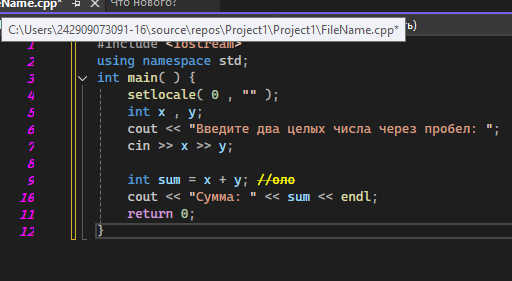 Name.cpp* Что нового?
C:\Users\242909073091-16\source\repos\Project1\Project1\FileName.cpp* ть)
1 #include <iostream>
2 using namespace std;
3 int main( ) {
4 setlocale( 0 , "" );
5 int x , y;
6 cout << "Введите два целых числа через пробел: ";
7 cin >> x >> y;
8
9 int sum = x + y; //оло
10 cout << "Сумма: " << sum << endl;
11 return 0;
12 }